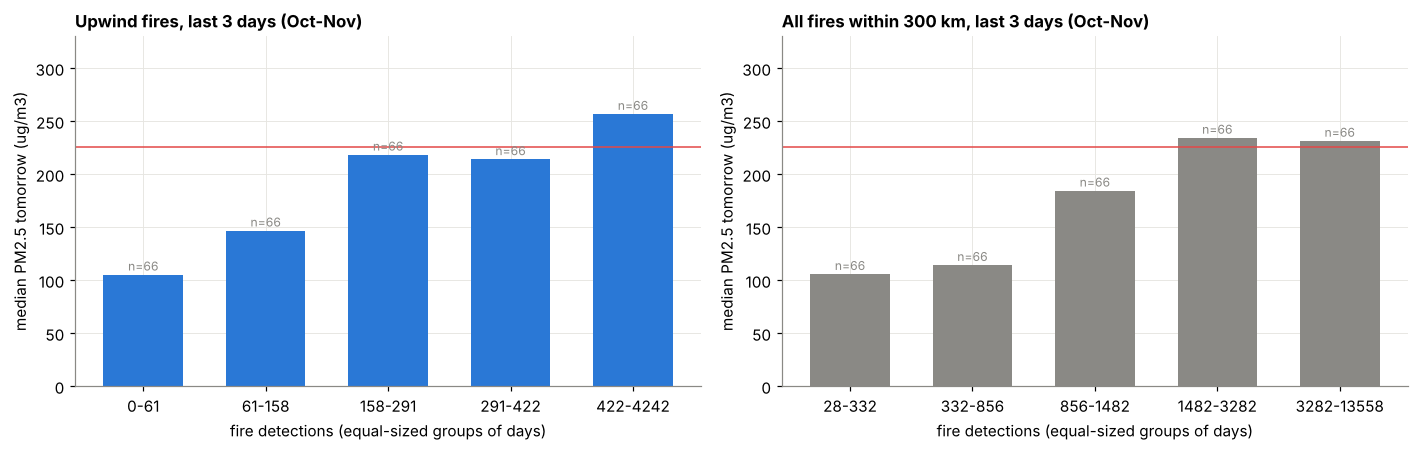 Upwind fires, last 3 days (Oct-Nov)
median PM2.5 tomorrow (ug/m3)
300
250
200
150
100
50
0
n=66
n=66
n=66
n=66
n=66
0-61
61-158
158-291
291-422
422-4242
fire detections (equal-sized groups of days)
All fires within 300 km, last 3 days (Oct-Nov)
median PM2.5 tomorrow (ug/m3)
300
250
200
150
100
50
0
n=66
n=66
n=66
n=66
n=66
28-332
332-856
856-1482
1482-3282
3282-13558
fire detections (equal-sized groups of days)